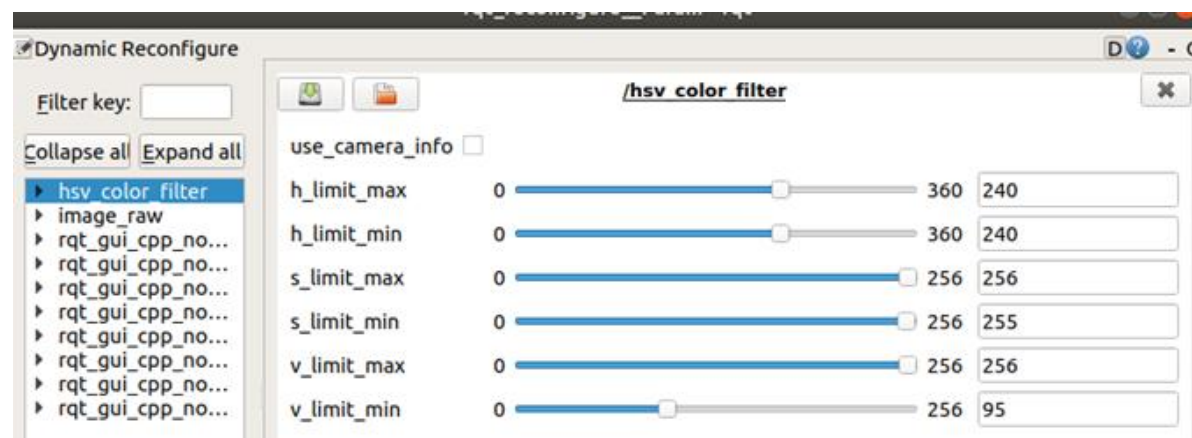 Dynamic Reconfigure
D
Filter key:
Collapse all
Expand all
hsv_color_filter
image_raw
rqt_gui_cpp_no...
rqt_gui_cpp_no...
rqt_gui_cpp_no...
rqt_gui_cpp_no...
rqt_gui_cpp_no...
rqt_gui_cpp_no...
rqt_gui_cpp_no...
rqt_gui_cpp_no...
/hsv_color_filter
use_camera_info
h_limit_max 0 360 240
h_limit_min 0 360 240
s_limit_max 0 256 256
s_limit_min 0 256 255
v_limit_max 0 256 256
v_limit_min 0 256 95